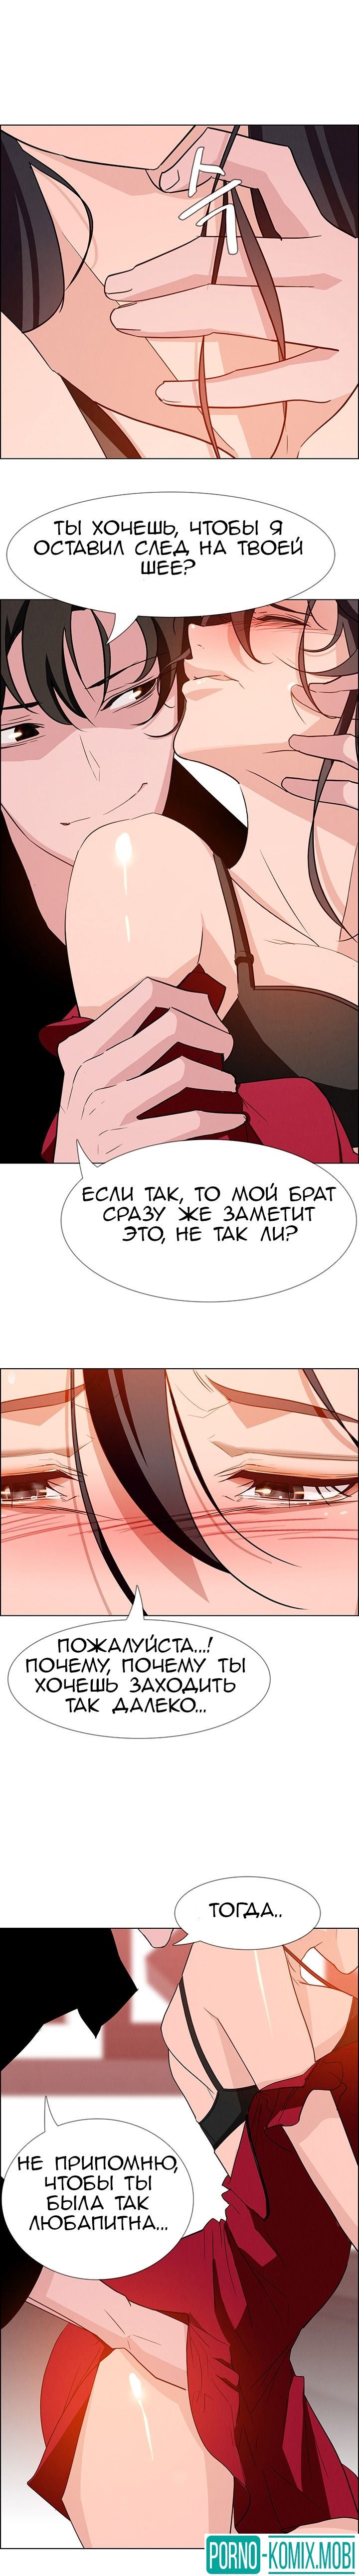 ТЫ ХОЧЕШЬ, ЧТОБЫ Я
ОСТАВИЛ СЛЕД НА ТВОЕЙ
ШЕЕ?
ЕСЛИ ТАК, ТО МОЙ БРАТ
СРАЗУ ЖЕ ЗАМЕТИТ
ЭТО, НЕ ТАК ЛИ?
ПОЖАЛУЙСТА...!
ПОЧЕМУ, ПОЧЕМУ ТЫ
ХОЧЕШЬ ЗАХОДИТЬ
ТАК ДАЛЕКО...
ТОГДА..
НЕ ПРИПОМНЮ,
ЧТОБЫ ТЫ
БЫЛА ТАК
ЛЮБАПИТНА...
PORNO-KOMIX.MOBI